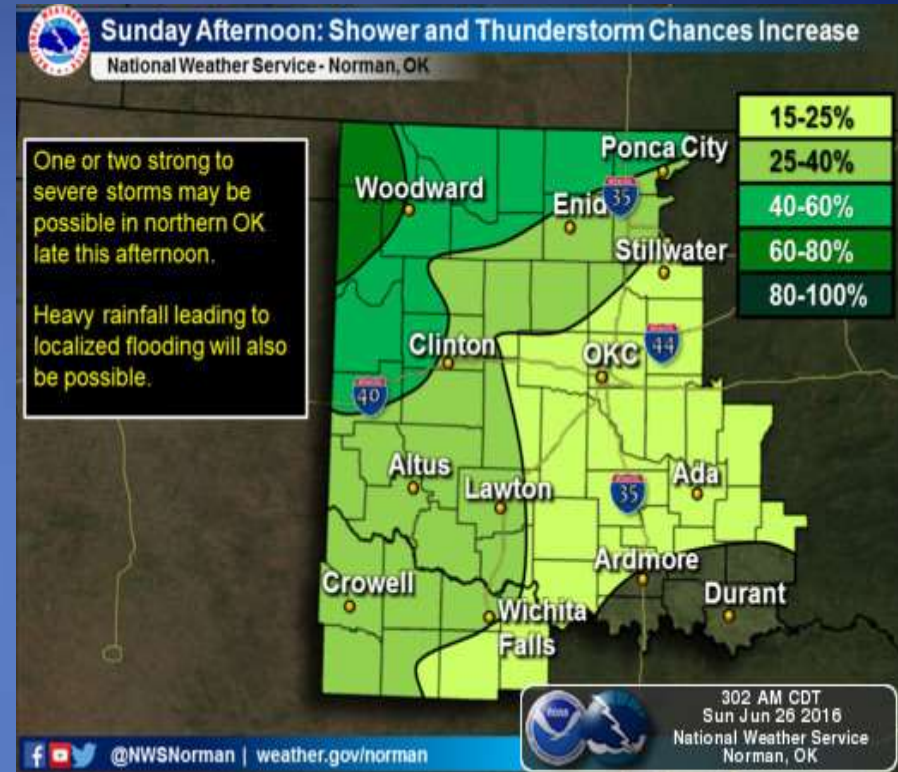 Sunday Afternoon: Shower and Thunderstorm Chances Increase
National Weather Service - Norman, OK
One or two strong to
severe storms may be
possible in northern OK
late this afternoon.
Heavy rainfall leading to
localized flooding will also
be possible.
15-25%
25-40%
40-60%
60-80%
80-100%
Ponca City
Woodward
Enid
35
Stillwater
Clinton
OKC
44
40
Altus
Lawton
35
Ada
Ardmore
Crowell
Durant
Wichita
Falls
302 AM CDT
Sun Jun 26 2016
National Weather Service
Norman, OK
@NWSNorman | weather.gov/norman